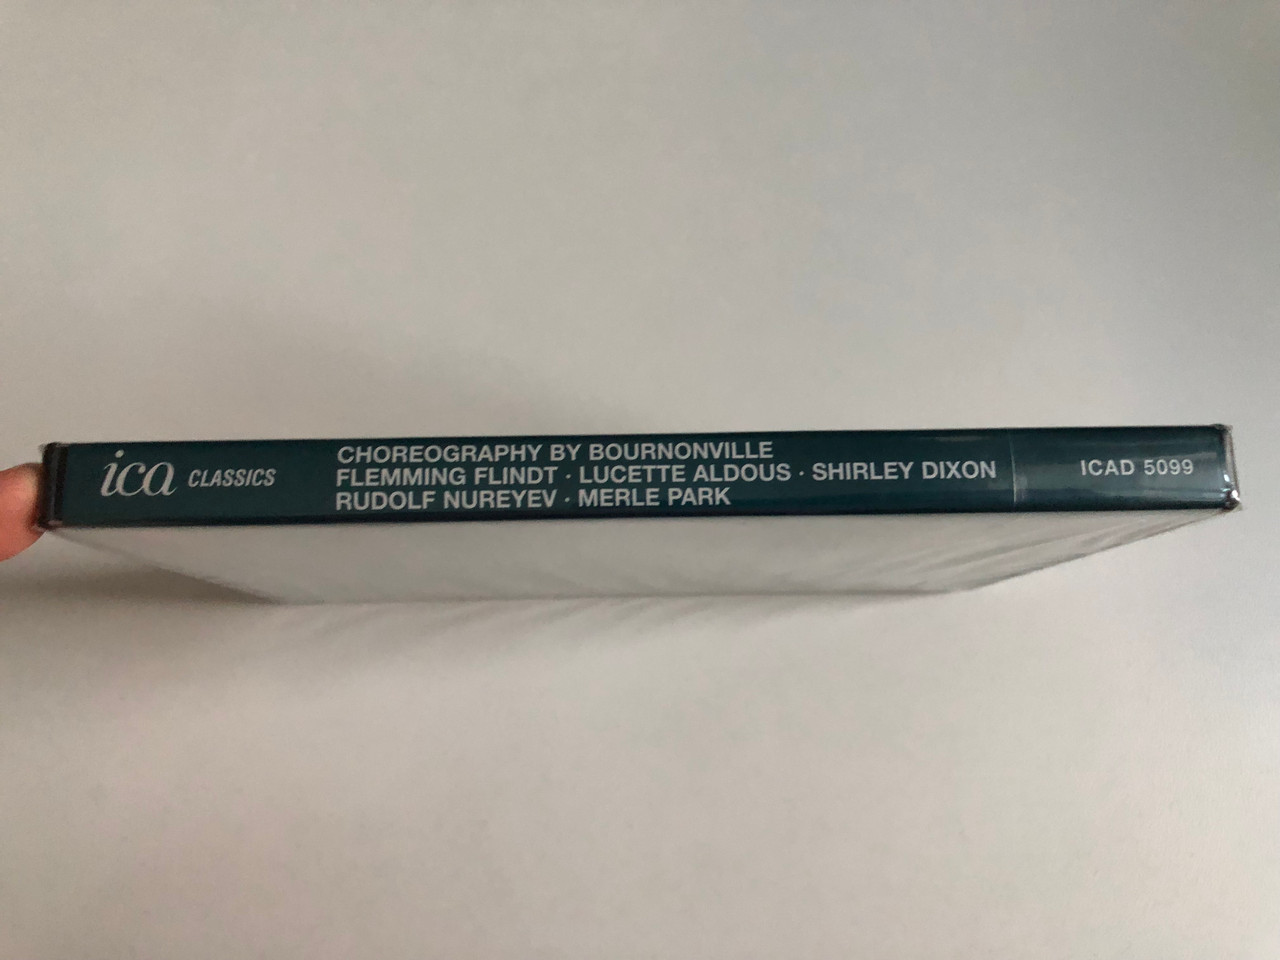 ica CLASSICS
CHOREOGRAPHY BY BOURNONVILLE
FLEMMING FLINDT · LUCETTE ALDOUS · SHIRLEY DIXON
RUDOLF NUREYEV · MERLE PARK
ICAD 5099